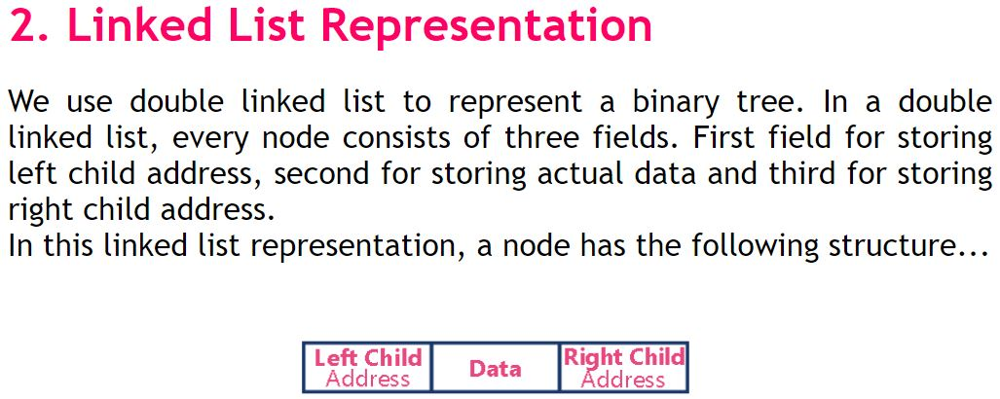 2. Linked List Representation
We use double linked list to represent a binary tree. In a double
linked list, every node consists of three fields. First field for storing
left child address, second for storing actual data and third for storing
right child address.
In this linked list representation, a node has the following structure...
Left Child
Address
Data
Right Child
Address